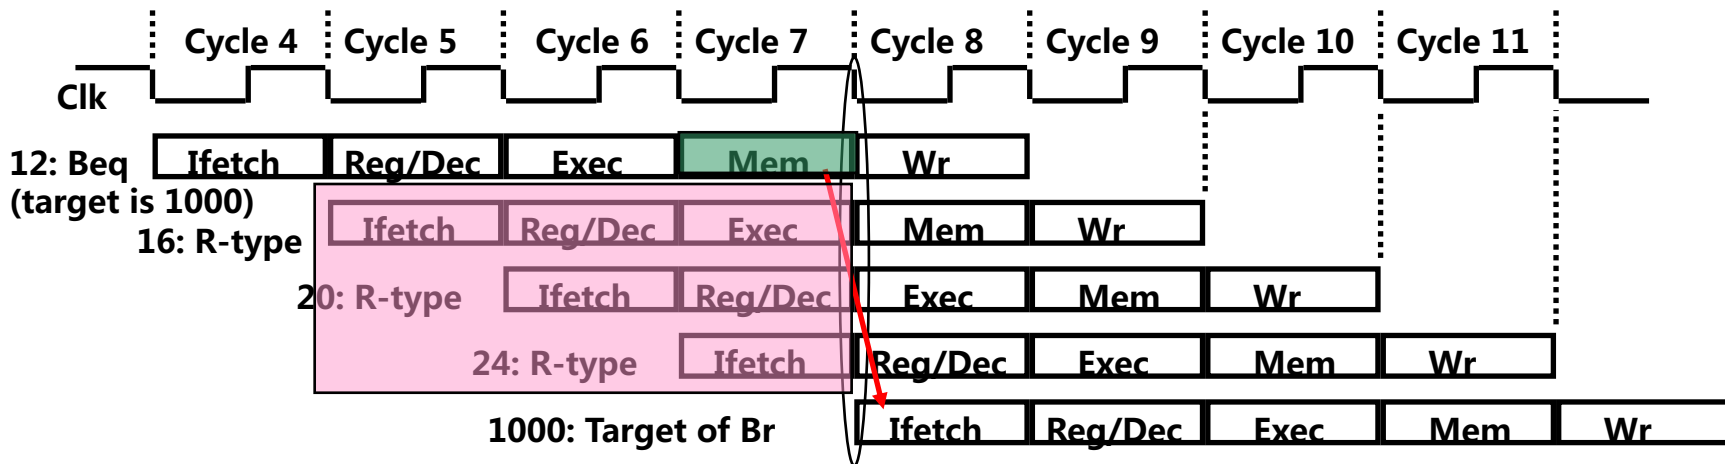 Cycle 4 Cycle 5 Cycle 6 Cycle 7 Cycle 8 Cycle 9 Cycle 10 Cycle 11
Clk
12: Beq Ifetch Reg/Dec Exec Mem Wr
(target is 1000)
16: R-type Ifetch Reg/Dec Exec Mem Wr
20: R-type Ifetch Reg/Dec Exec Mem Wr
24: R-type Ifetch Reg/Dec Exec Mem Wr
1000: Target of Br Ifetch Reg/Dec Exec Mem Wr